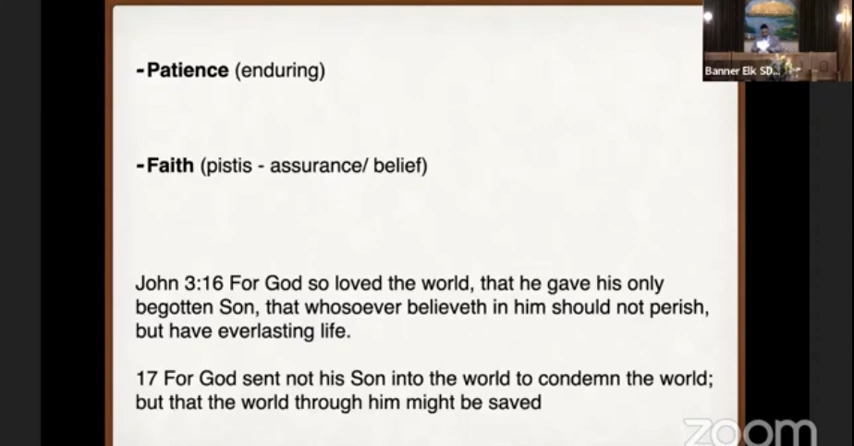 -Patience (enduring)
Banner Elk SD...
-Faith (pistis - assurance/ belief)
John 3:16 For God so loved the world, that he gave his only
begotten Son, that whosoever believeth in him should not perish,
but have everlasting life.
17 For God sent not his Son into the world to condemn the world;
but that the world through him might be saved
zoom